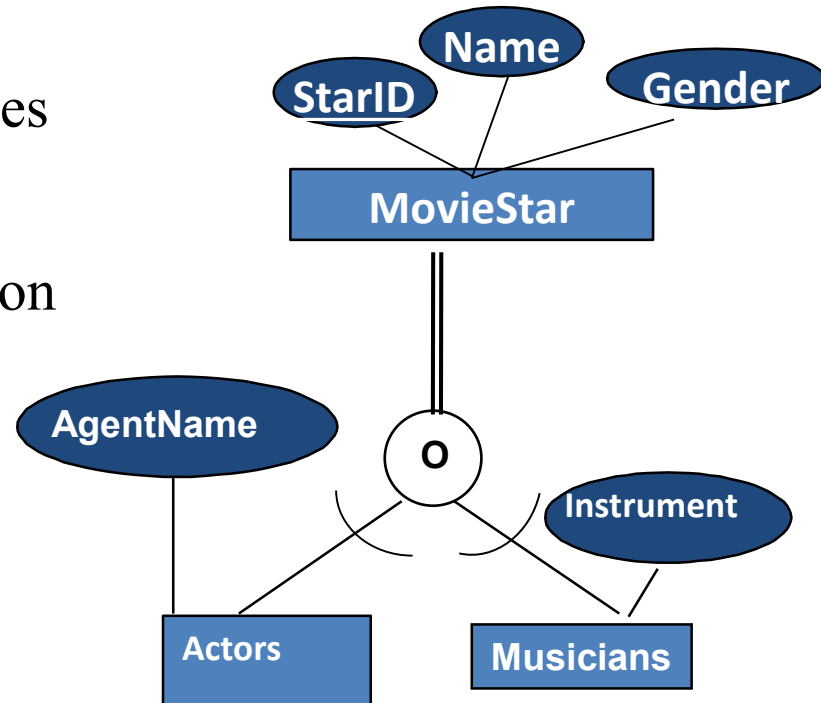 Name
StarID
Gender
es
MovieStar
on
AgentName
O
Instrument
Actors
Musicians